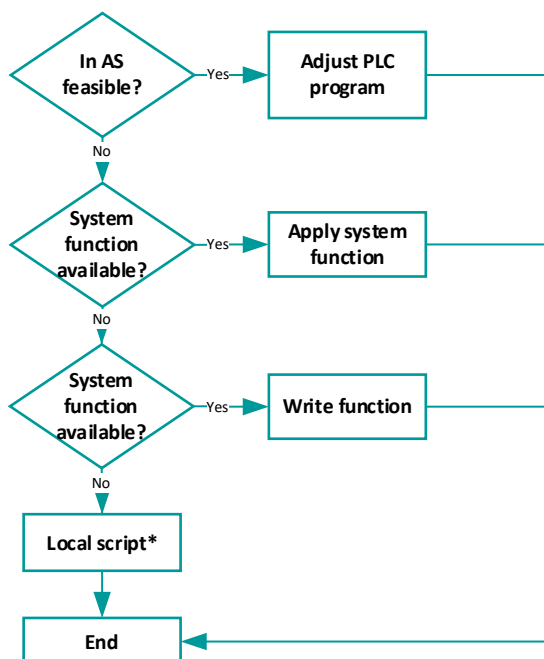 In AS
feasible?
Yes
Adjust PLC
program
No
System
function
available?
Yes
Apply system
function
No
System
function
available?
Yes
Write function
No
Local script*
End